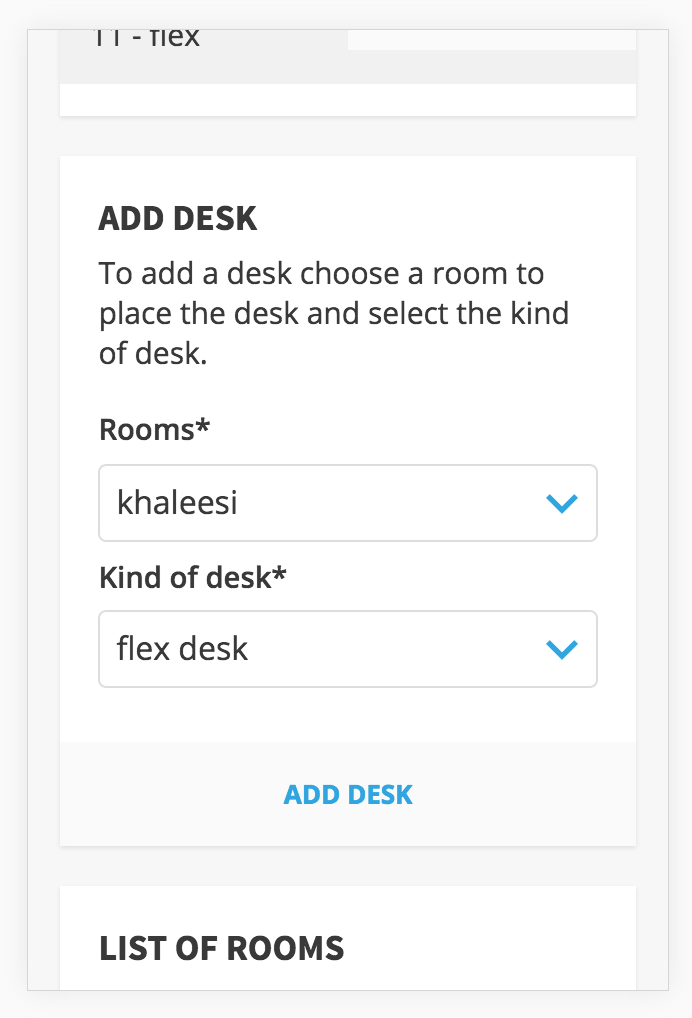 11 - flex
ADD DESK
To add a desk choose a room to
place the desk and select the kind
of desk.
Rooms*
khaleesi
Kind of desk*
flex desk
ADD DESK
LIST OF ROOMS